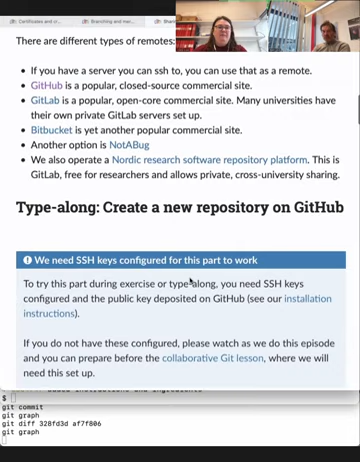 Certificates and cr...
Branching and mer...
Shari
There are different types of remotes:
If you have a server you can ssh to, you can use that as a remote.
GitHub is a popular, closed-source commercial site.
GitLab is a popular, open-core commercial site. Many universities have
their own private GitLab servers set up.
Bitbucket is yet another popular commercial site.
Another option is NotABug
We also operate a Nordic research software repository platform. This is
GitLab, free for researchers and allows private, cross-university sharing.
Type-along: Create a new repository on GitHub
We need SSH keys configured for this part to work
To try this part during exercise or type-along, you need SSH keys
configured and the public key deposited on GitHub (see our installation
instructions).
If you do not have these configured, please watch as we do this episode
and you can prepare before the collaborative Git lesson, where we will
need this set up.
$
git commit
git graph
git diff 328fd3d af7f806
git graph